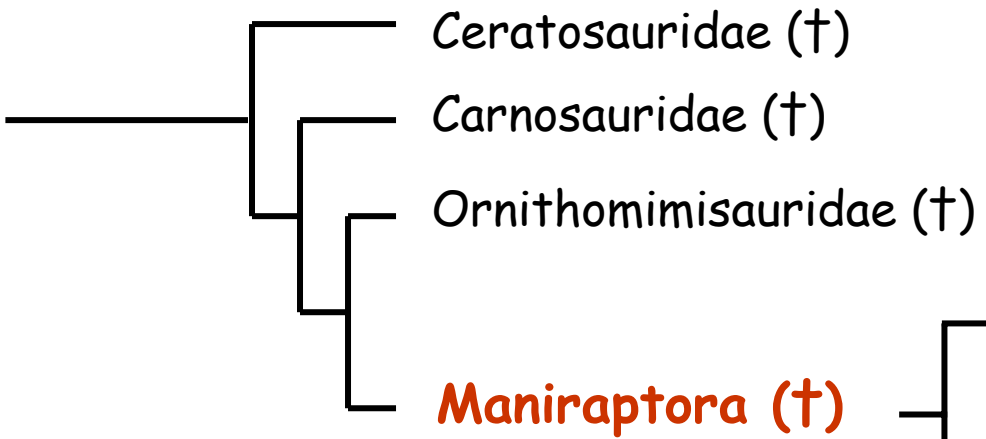 Ceratosauridae (†)
Carnosauridae (†)
Ornithomimisauridae (†)
Maniraptora (†)